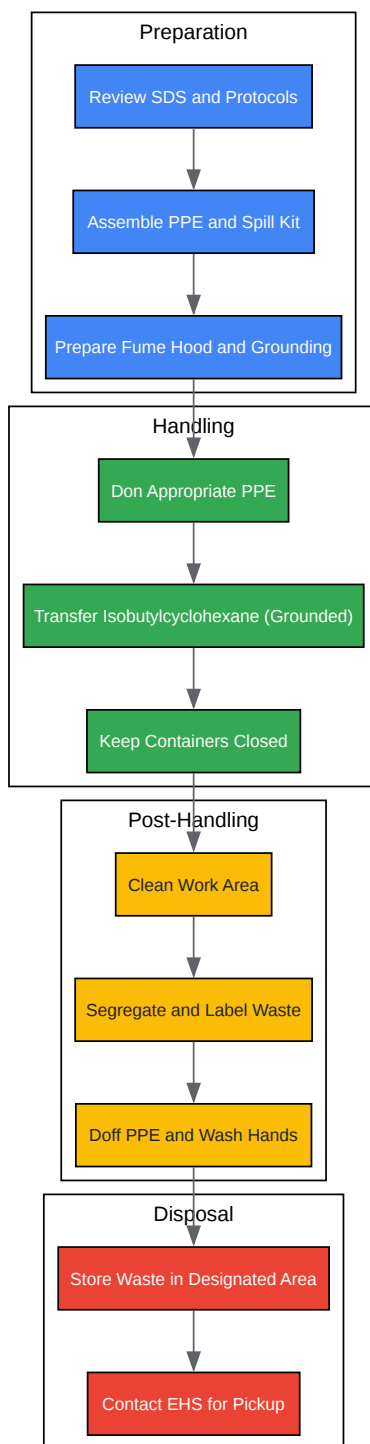 Preparation
Review SDS and Protocols
Assemble PPE and Spill Kit
Prepare Fume Hood and Grounding
Handling
Don Appropriate PPE
Transfer Isobutylcyclohexane (Grounded)
Keep Containers Closed
Post-Handling
Clean Work Area
Segregate and Label Waste
Doff PPE and Wash Hands
Disposal
Store Waste in Designated Area
Contact EHS for Pickup